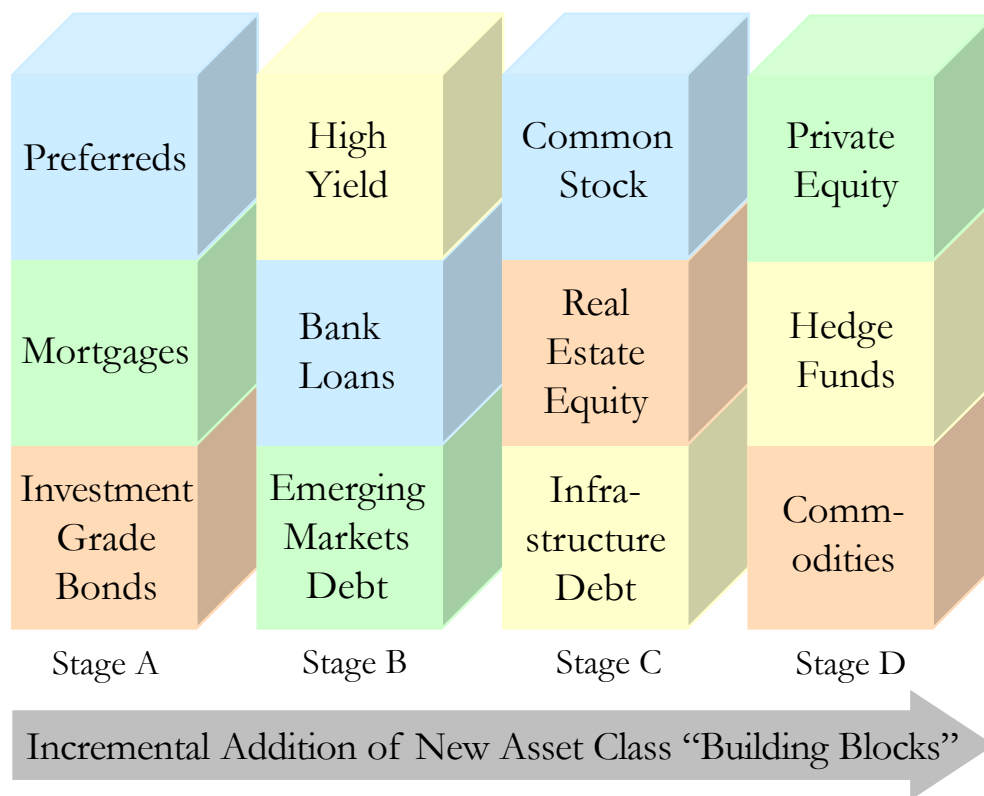 Preferreds
Mortgages
Investment
Grade
Bonds
Stage A
High
Yield
Bank
Loans
Emerging
Markets
Debt
Stage B
Common
Stock
Real
Estate
Equity
Infra-
structure
Debt
Stage C
Private
Equity
Hedge
Funds
Comm-
odities
Stage D
Incremental Addition of New Asset Class “Building Blocks”